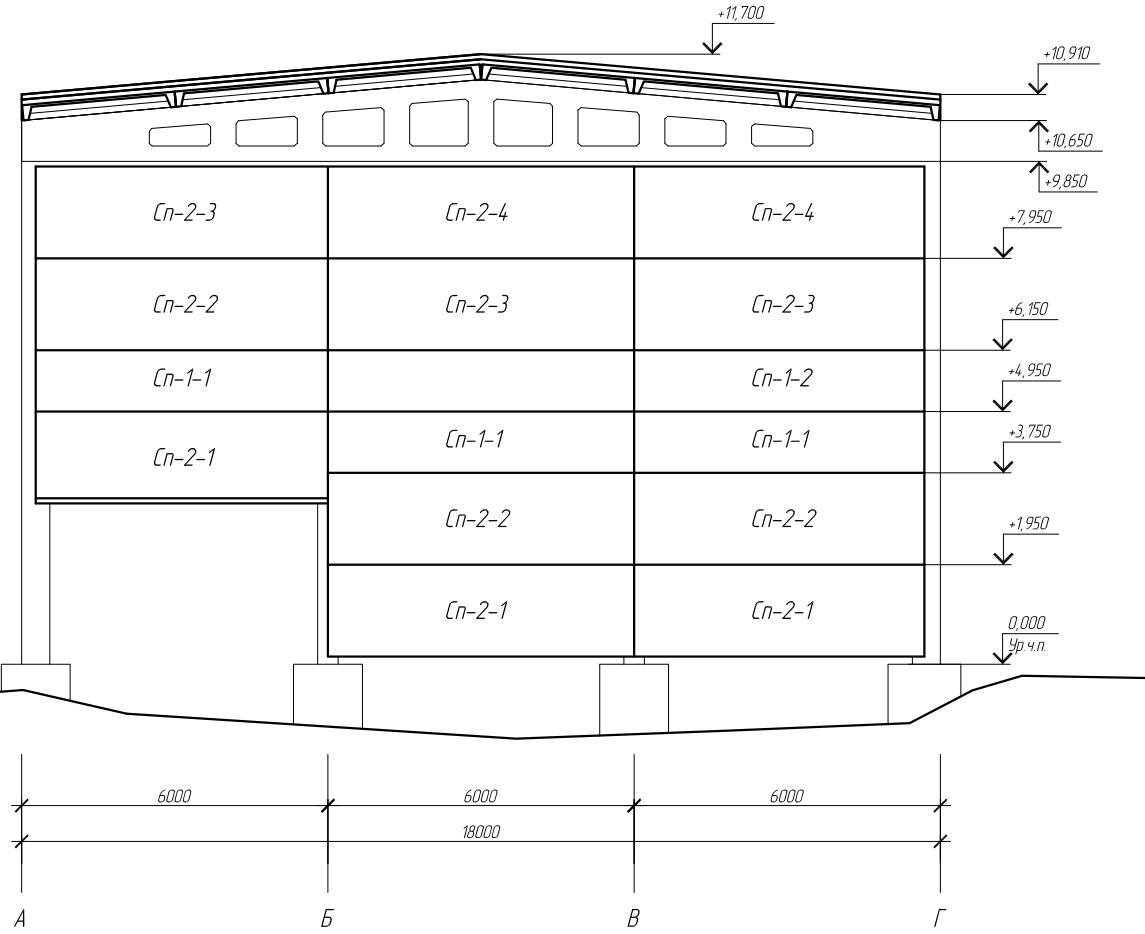 +11,700
+10,910
+10,650
+9,850
Сп-2-3 Сп-2-4 Сп-2-4
+7,950
Сп-2-2 Сп-2-3 Сп-2-3
+6,150
Сп-1-1 Сп-1-2
+4,950
Сп-1-1 Сп-1-1
+3,750
Сп-2-1
Сп-2-2 Сп-2-2
+1,950
Сп-2-1 Сп-2-1
0,000
Ур.ч.п.
6000 6000 6000
18000
А Б В Г